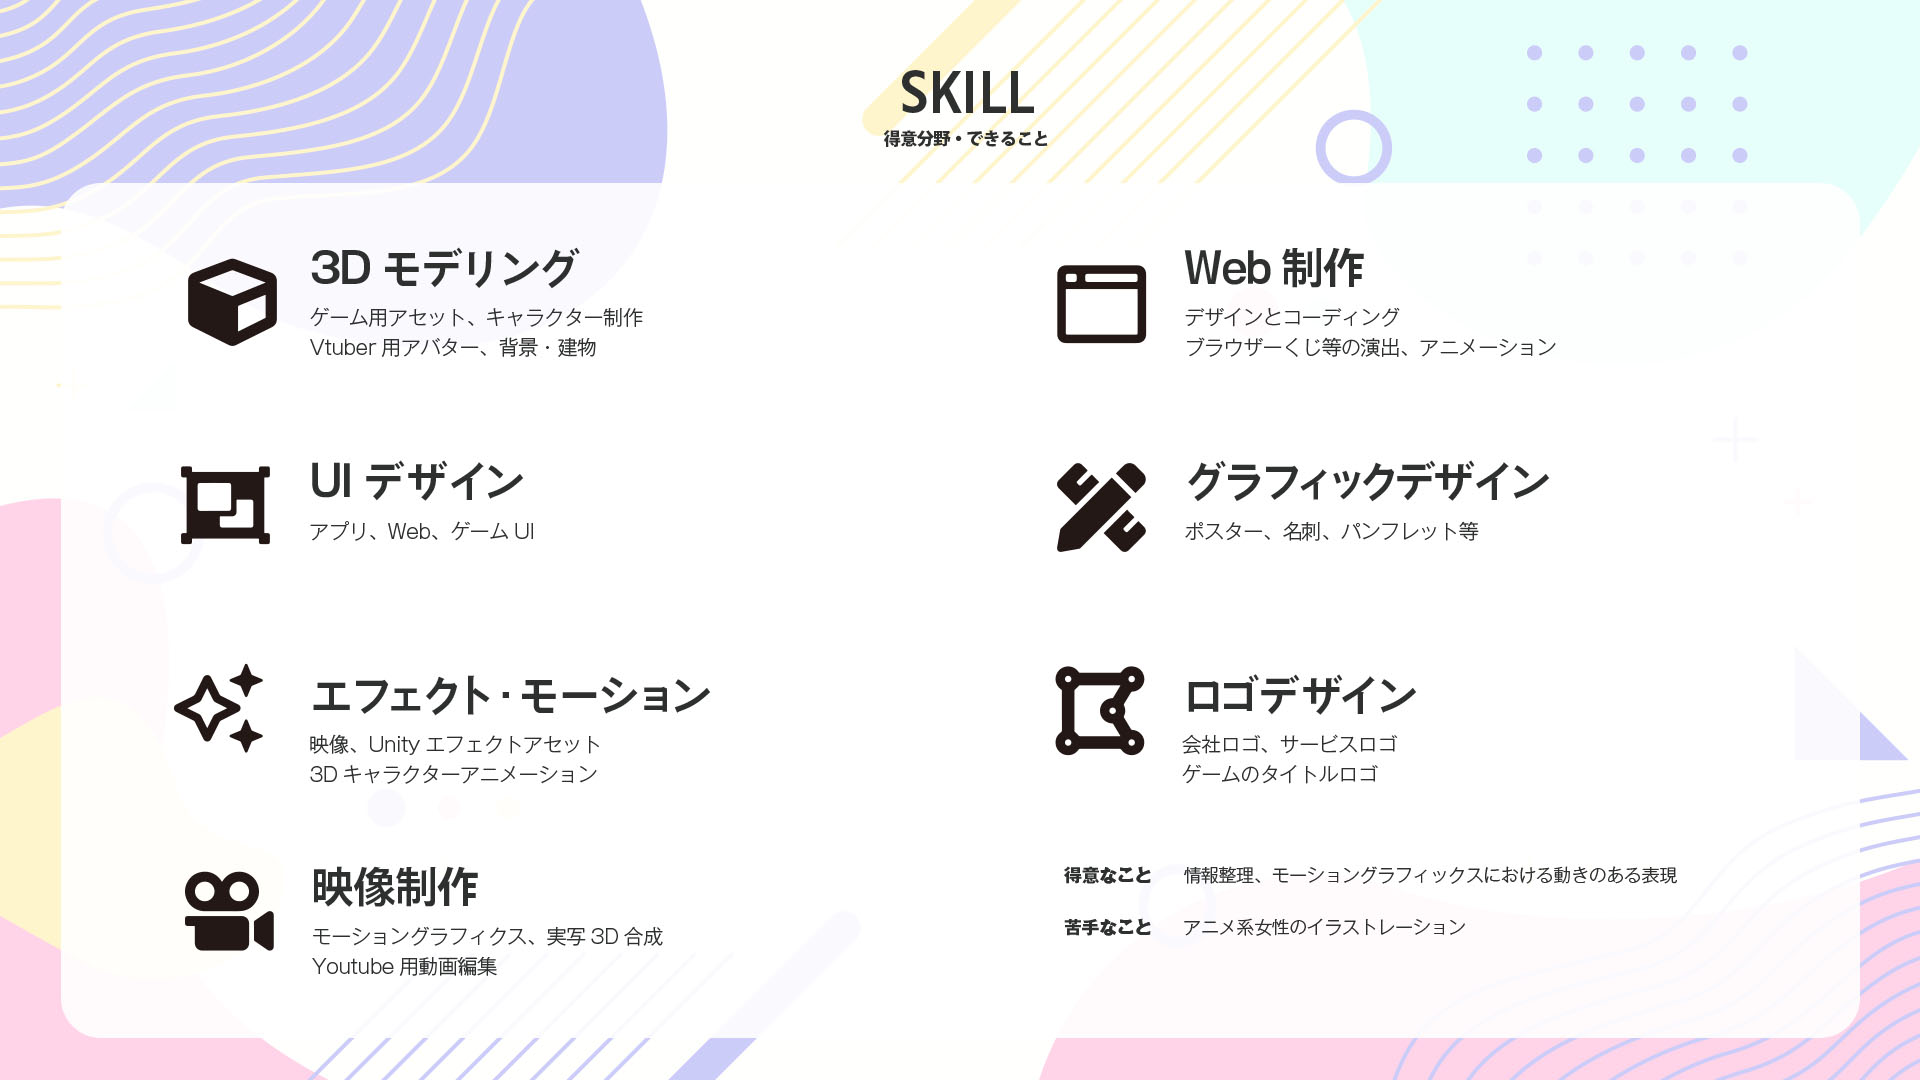 SKILL
得意分野・できること
3D モデリング
ゲーム用アセット、キャラクター制作
Vtuber 用アバター、背景・建物
UI デザイン
アプリ、Web、ゲーム UI
エフェクト・モーション
映像、Unity エフェクトアセット
3D キャラクターアニメーション
映像制作
モーショングラフィクス、実写 3D 合成
Youtube 用動画編集
Web 制作
デザインとコーディング
ブラウザーくじ等の演出、アニメーション
グラフィックデザイン
ポスター、名刺、パンフレット等
ロゴデザイン
会社ロゴ、サービスロゴ
ゲームのタイトルロゴ
得意なこと 情報整理、モーショングラフィックスにおける動きのある表現
苦手なこと アニメ系女性のイラストレーション